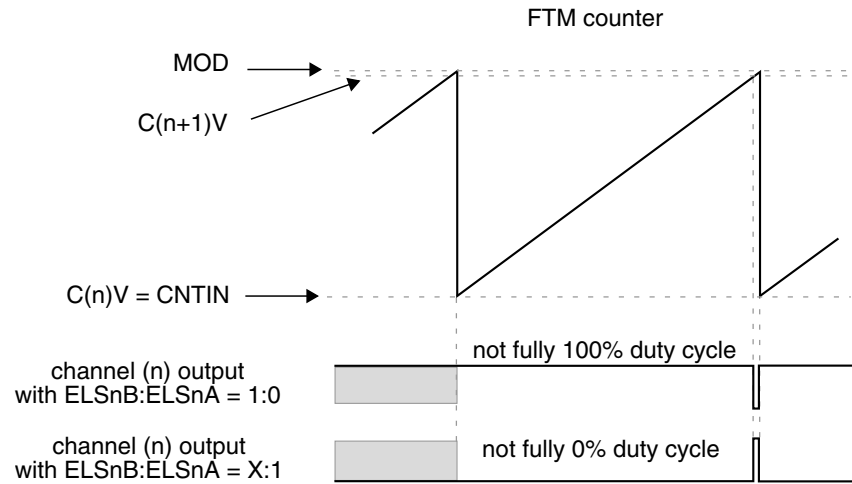 FTM counter
MOD
C(n+1)V
C(n)V = CNTIN
not fully 100% duty cycle
channel (n) output
with ELSnB:ELSnA = 1:0
channel (n) output
with ELSnB:ELSnA = X:1
not fully 0% duty cycle